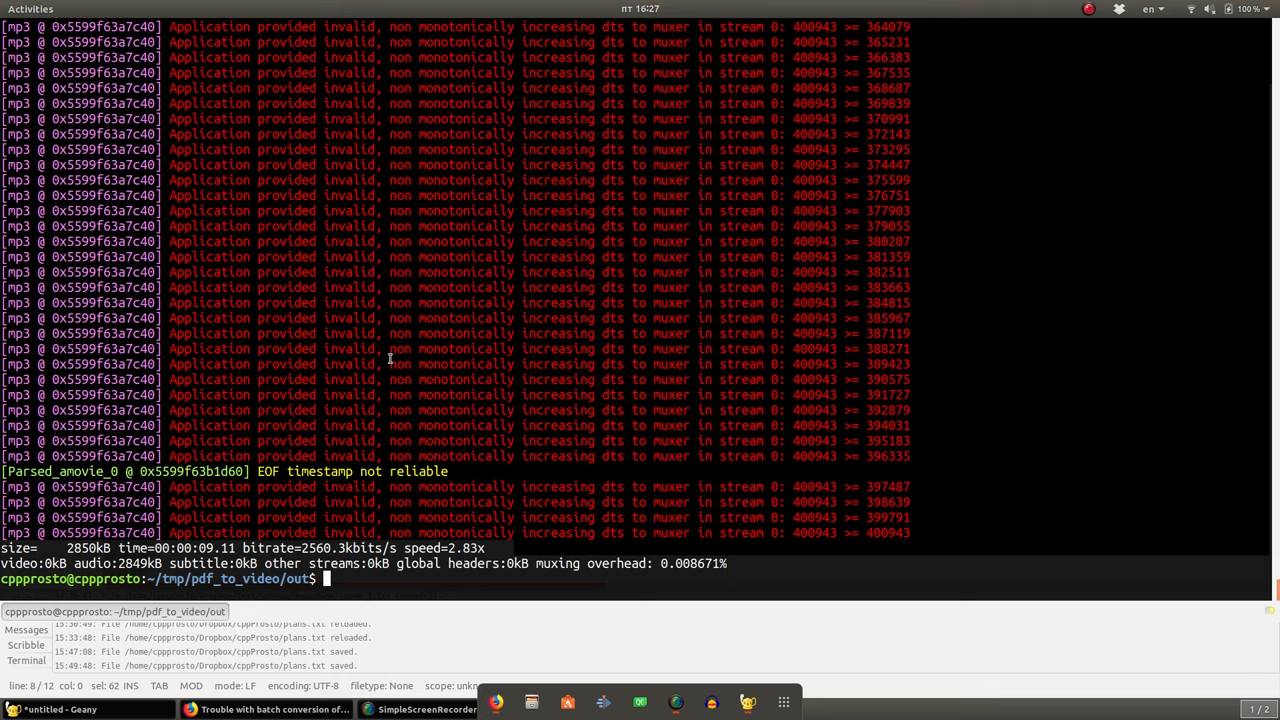 Activities
пт 16:27
en
100 %
[mp3 @ 0x5599f63a7c40] Application provided invalid, non monotonically increasing dts to muxer in stream 0: 400943 >= 364079
[mp3 @ 0x5599f63a7c40] Application provided invalid, non monotonically increasing dts to muxer in stream 0: 400943 >= 365231
[mp3 @ 0x5599f63a7c40] Application provided invalid, non monotonically increasing dts to muxer in stream 0: 400943 >= 366383
[mp3 @ 0x5599f63a7c40] Application provided invalid, non monotonically increasing dts to muxer in stream 0: 400943 >= 367535
[mp3 @ 0x5599f63a7c40] Application provided invalid, non monotonically increasing dts to muxer in stream 0: 400943 >= 368687
[mp3 @ 0x5599f63a7c40] Application provided invalid, non monotonically increasing dts to muxer in stream 0: 400943 >= 369839
[mp3 @ 0x5599f63a7c40] Application provided invalid, non monotonically increasing dts to muxer in stream 0: 400943 >= 370991
[mp3 @ 0x5599f63a7c40] Application provided invalid, non monotonically increasing dts to muxer in stream 0: 400943 >= 372143
[mp3 @ 0x5599f63a7c40] Application provided invalid, non monotonically increasing dts to muxer in stream 0: 400943 >= 373295
[mp3 @ 0x5599f63a7c40] Application provided invalid, non monotonically increasing dts to muxer in stream 0: 400943 >= 374447
[mp3 @ 0x5599f63a7c40] Application provided invalid, non monotonically increasing dts to muxer in stream 0: 400943 >= 375599
[mp3 @ 0x5599f63a7c40] Application provided invalid, non monotonically increasing dts to muxer in stream 0: 400943 >= 376751
[mp3 @ 0x5599f63a7c40] Application provided invalid, non monotonically increasing dts to muxer in stream 0: 400943 >= 377903
[mp3 @ 0x5599f63a7c40] Application provided invalid, non monotonically increasing dts to muxer in stream 0: 400943 >= 379055
[mp3 @ 0x5599f63a7c40] Application provided invalid, non monotonically increasing dts to muxer in stream 0: 400943 >= 380207
[mp3 @ 0x5599f63a7c40] Application provided invalid, non monotonically increasing dts to muxer in stream 0: 400943 >= 381359
[mp3 @ 0x5599f63a7c40] Application provided invalid, non monotonically increasing dts to muxer in stream 0: 400943 >= 382511
[mp3 @ 0x5599f63a7c40] Application provided invalid, non monotonically increasing dts to muxer in stream 0: 400943 >= 383663
[mp3 @ 0x5599f63a7c40] Application provided invalid, non monotonically increasing dts to muxer in stream 0: 400943 >= 384815
[mp3 @ 0x5599f63a7c40] Application provided invalid, non monotonically increasing dts to muxer in stream 0: 400943 >= 385967
[mp3 @ 0x5599f63a7c40] Application provided invalid, non monotonically increasing dts to muxer in stream 0: 400943 >= 387119
[mp3 @ 0x5599f63a7c40] Application provided invalid, non monotonically increasing dts to muxer in stream 0: 400943 >= 388271
[mp3 @ 0x5599f63a7c40] Application provided invalid, non monotonically increasing dts to muxer in stream 0: 400943 >= 389423
[mp3 @ 0x5599f63a7c40] Application provided invalid, non monotonically increasing dts to muxer in stream 0: 400943 >= 390575
[mp3 @ 0x5599f63a7c40] Application provided invalid, non monotonically increasing dts to muxer in stream 0: 400943 >= 391727
[mp3 @ 0x5599f63a7c40] Application provided invalid, non monotonically increasing dts to muxer in stream 0: 400943 >= 392879
[mp3 @ 0x5599f63a7c40] Application provided invalid, non monotonically increasing dts to muxer in stream 0: 400943 >= 394031
[mp3 @ 0x5599f63a7c40] Application provided invalid, non monotonically increasing dts to muxer in stream 0: 400943 >= 395183
[mp3 @ 0x5599f63a7c40] Application provided invalid, non monotonically increasing dts to muxer in stream 0: 400943 >= 396335
[Parsed_amovie_0 @ 0x5599f63b1d60] EOF timestamp not reliable
[mp3 @ 0x5599f63a7c40] Application provided invalid, non monotonically increasing dts to muxer in stream 0: 400943 >= 397487
[mp3 @ 0x5599f63a7c40] Application provided invalid, non monotonically increasing dts to muxer in stream 0: 400943 >= 398639
[mp3 @ 0x5599f63a7c40] Application provided invalid, non monotonically increasing dts to muxer in stream 0: 400943 >= 399791
[mp3 @ 0x5599f63a7c40] Application provided invalid, non monotonically increasing dts to muxer in stream 0: 400943 >= 400943
size=    2850kB time=00:00:09.11 bitrate=2560.3kbits/s speed=2.83x
video:0kB audio:2849kB subtitle:0kB other streams:0kB global headers:0kB muxing overhead: 0.008671%
cppprosto@cppprosto:~/tmp/pdf_to_video/out$
cppprosto@cppprosto: ~/tmp/pdf_to_video/out
Messages
Scribble
Terminal
15:30:49: File /home/cppprosto/Dropbox/cppProsto/plans.txt reloaded.
15:33:48: File /home/cppprosto/Dropbox/cppProsto/plans.txt reloaded.
15:47:08: File /home/cppprosto/Dropbox/cppProsto/plans.txt saved.
15:49:48: File /home/cppprosto/Dropbox/cppProsto/plans.txt saved.
line: 8 / 12 col: 0 sel: 62 INS TAB MOD mode: LF encoding: UTF-8 filetype: None scope: unkn
*untitled - Geany
Trouble with batch conversion of...
SimpleScreenRecorder
QC
1 / 2